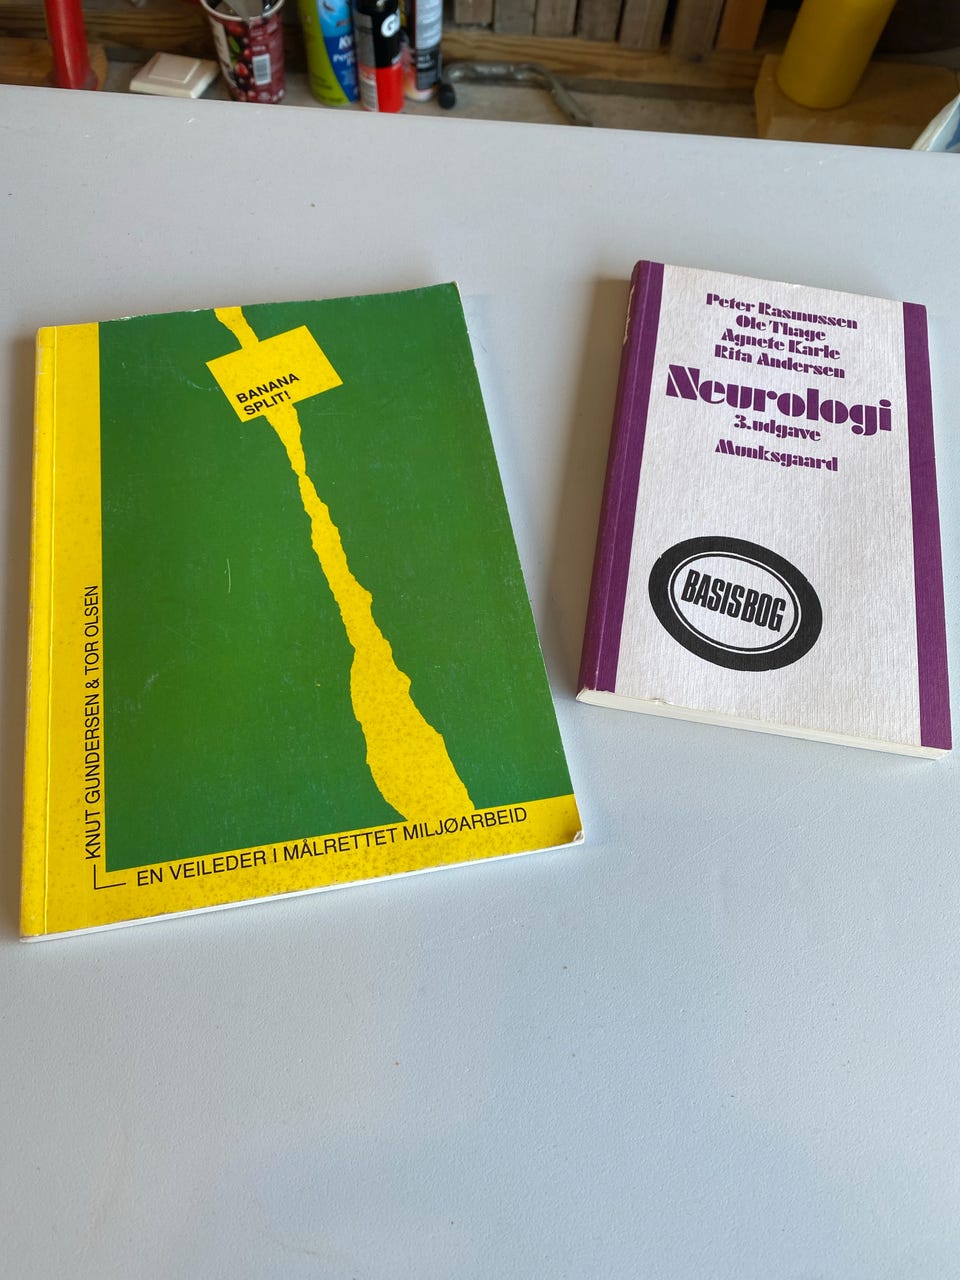 BANANA
SPLIT!
KNUT GUNDERSEN & TOR OLSEN
EN VEILEDER I MÅLRETTET MILJØARBEID
Peter Rasmussen
Ole Thage
Agnete Karle
Rita Andersen
Neurologi
3.udgave
Munksgaard
BASISBOG